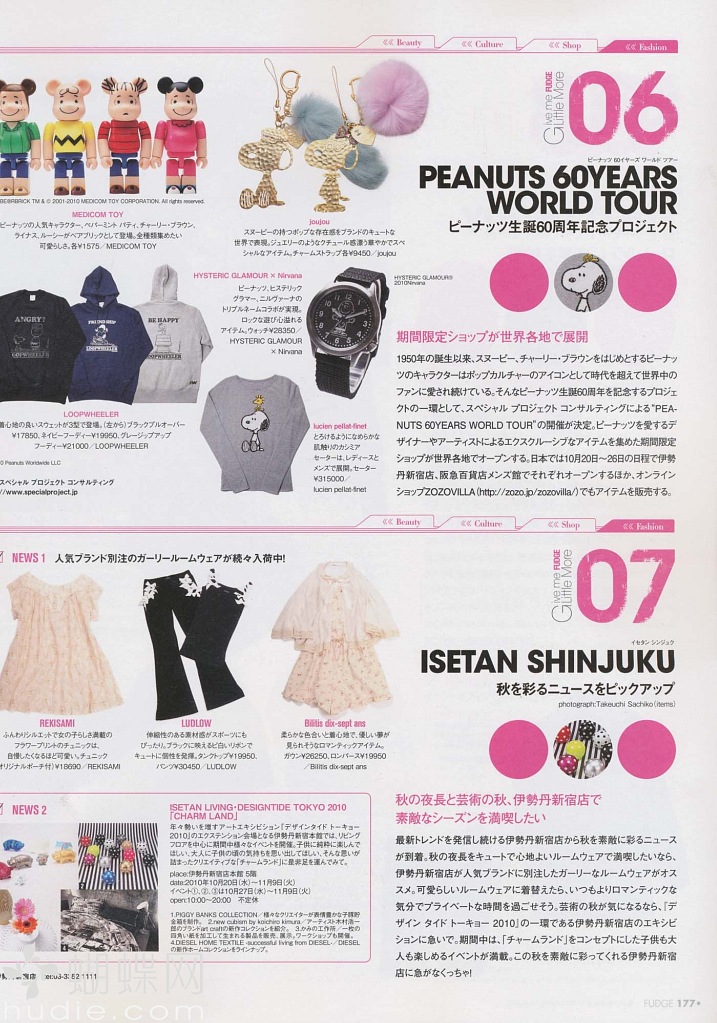 Beauty
Culture
Shop
Fashion
Give me FUDGE
Little More
06
ピーナッツ 60イヤーズ ワールド ツアー
PEANUTS 60YEARS
WORLD TOUR
ピーナッツ生誕60周年記念プロジェクト
BE@RBRICK TM & © 2001-2010 MEDICOM TOY CORPORATION. All rights reserved.
MEDICOM TOY
ピーナッツの人気キャラクター、ペパーミント パティ、チャーリー・ブラウン、
ライナス、ルーシーがベアブリックとして登場。全種類集めたい
可愛らしさ。各¥1575／MEDICOM TOY
joujou
スヌーピーの持つポップな存在感をブランドのキュートな
世界で表現。ジュエリーのようなクチュール感漂う華やかでスペ
シャルなアイテム。チャームストラップ各¥9450／joujou
HYSTERIC GLAMOUR × Nirvana
ピーナッツ、ヒステリック
グラマー、ニルヴァーナの
トリプルネームコラボが実現。
ロックな遊び心溢れる
アイテム。ウォッチ¥28350／
HYSTERIC GLAMOUR
× Nirvana
HYSTERIC GLAMOUR®
2010Nirvana
ANGRY?
LOOPWHEELER
BE HAPPY
LOOPWHEELER
LOOPWHEELER
着心地の良いスウェットが3型で登場。(左から)ブラックプルオーバー
¥17850、ネイビーフーディー¥19950、グレージップアップ
フーディー¥21000／LOOPWHEELER
0 Peanuts Worldwide LLC
スペシャル プロジェクト コンサルティング
//www.specialproject.jp
lucien pellat-finet
とろけるようになめらかな
肌触りのカシミア
セーターは、レディースと
メンズで展開。セーター
¥315000／
lucien pellat-finet
期間限定ショップが世界各地で展開
1950年の誕生以来、スヌーピー、チャーリー・ブラウンをはじめとするピーナッ
ツのキャラクターはポップカルチャーのアイコンとして時代を超えて世界中の
ファンに愛され続けている。そんなピーナッツ生誕60周年を記念するプロジェ
クトの一環として、スペシャル プロジェクト コンサルティングによる"PEA-
NUTS 60YEARS WORLD TOUR"の開催が決定。ピーナッツを愛するデ
ザイナーやアーティストによるエクスクルーシブなアイテムを集めた期間限定
ショップが世界各地でオープンする。日本では10月20日〜26日の日程で伊勢
丹新宿店、阪急百貨店メンズ館でそれぞれオープンするほか、オンライン
ショップZOZOVILLA（http://zozo.jp/zozovilla/）でもアイテムを販売する。
Beauty
Culture
Shop
Fashion
NEWS 1 人気ブランド別注のガーリールームウェアが続々入荷中!
Give me FUDGE
Little More
07
イセタン シンジュク
ISETAN SHINJUKU
秋を彩るニュースをピックアップ
photograph:Takeuchi Sachiko (items)
REKISAMI
ふんわりシルエットで女の子らしさ満載の
フラワープリントのチュニックは、
自慢したくなるほど可愛い。チュニック
オリジナルポーチ付）¥18690／REKISAMI
LUDLOW
伸縮性のある素材感がスポーツにも
ぴったり。ブラックに映えるビ白いリボンで
キュートに個性を発揮。タンクトップ¥19950、
パンツ¥30450／LUDLOW
Bilitis dix-sept ans
柔らかな色合いと着心地で、優しい夢が
見られそうなロマンティックアイテム。
ガウン¥26250、ロンパース¥19950
／Bilitis dix-sept ans
NEWS 2
ISETAN LIVING・DESIGNTIDE TOKYO 2010
「CHARM LAND」
年々勢いを増すアートエキシビジョン『デザインタイド トーキョー
2010』のエクステンション会場となる伊勢丹新宿本館では、リビング
フロアを中心に期間中様々なイベントを開催。子供に純粋に楽しんで
ほしい、大人に子供の頃の気持ちを思い出してほしい、そんな思いが
詰まったクリエイティブな「チャームランド」に是非足を運んでみて。
place:伊勢丹新宿店本館 5階
date:2010年10月20日（水）〜11月9日（火）
イベント①、②、③は10月27日（水）〜11月9日（火）
open:10:00〜20:00 不定休
1.PIGGY BANKS COLLECTION／様々なクリエイターが表情豊かな子豚貯
金箱を制作。 2.new cubism by koichiro kimura／アーティスト木村浩一
郎のブランドart craftの新作コレクションを紹介。 3.かみの工作所／一枚の
四角い紙を加工して生まれる製品を販売、展示。ワークショップも開催。
4.DIESEL HOME TEXTILE -successful living from DIESEL-／DIESEL
の新作ホームコレクションをラインナップ。
tel:03-3352-1111
秋の夜長と芸術の秋、伊勢丹新宿店で
素敵なシーズンを満喫したい
最新トレンドを発信し続ける伊勢丹新宿店から秋を素敵に彩るニュース
が到着。秋の夜長をキュートで心地よいルームウェアで満喫したいなら、
伊勢丹新宿店が人気ブランドに別注したガーリーなルームウェアがオス
スメ。可愛らしいルームウェアに着替えたら、いつもよりロマンティックな
気分でプライベートな時間を過ごせそう。芸術の秋が気になるなら、『デ
ザイン タイド トーキョー 2010』の一環である伊勢丹新宿店のエキシビ
ションに急いで。期間中は、「チャームランド」をコンセプトにした子供も大
人も楽しめるイベントが満載。この秋を素敵に彩ってくれる伊勢丹新宿
店に急がなくっちゃ!
蝴蝶网
hudie.com
FUDGE 177